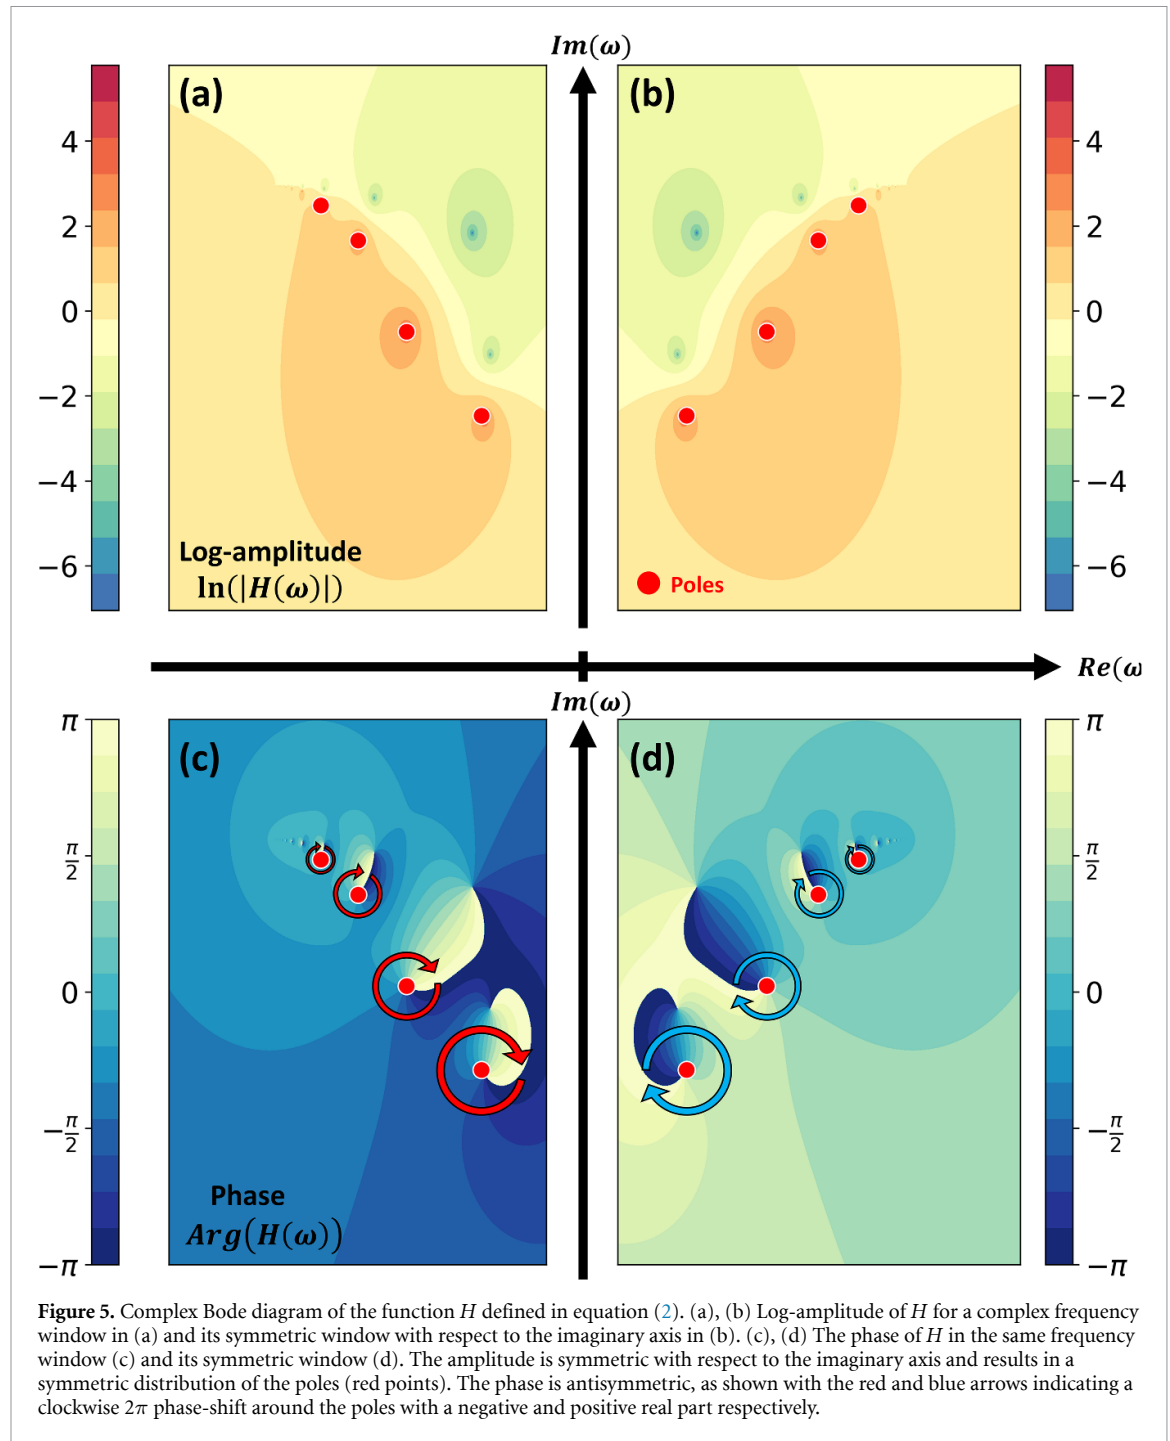 Im(ω)
(a)
(b)
4
2
0
−2
−4
−6
4
2
0
−2
−4
−6
Log-amplitude
ln(|H(ω)|)
Poles
Re(ω
Im(ω)
π
π/2
0
−π/2
−π
(c)
(d)
π
π/2
0
−π/2
−π
Phase
Arg(H(ω))
Figure 5. Complex Bode diagram of the function H defined in equation (2). (a), (b) Log-amplitude of H for a complex frequency
window in (a) and its symmetric window with respect to the imaginary axis in (b). (c), (d) The phase of H in the same frequency
window (c) and its symmetric window (d). The amplitude is symmetric with respect to the imaginary axis and results in a
symmetric distribution of the poles (red points). The phase is antisymmetric, as shown with the red and blue arrows indicating a
clockwise 2π phase-shift around the poles with a negative and positive real part respectively.